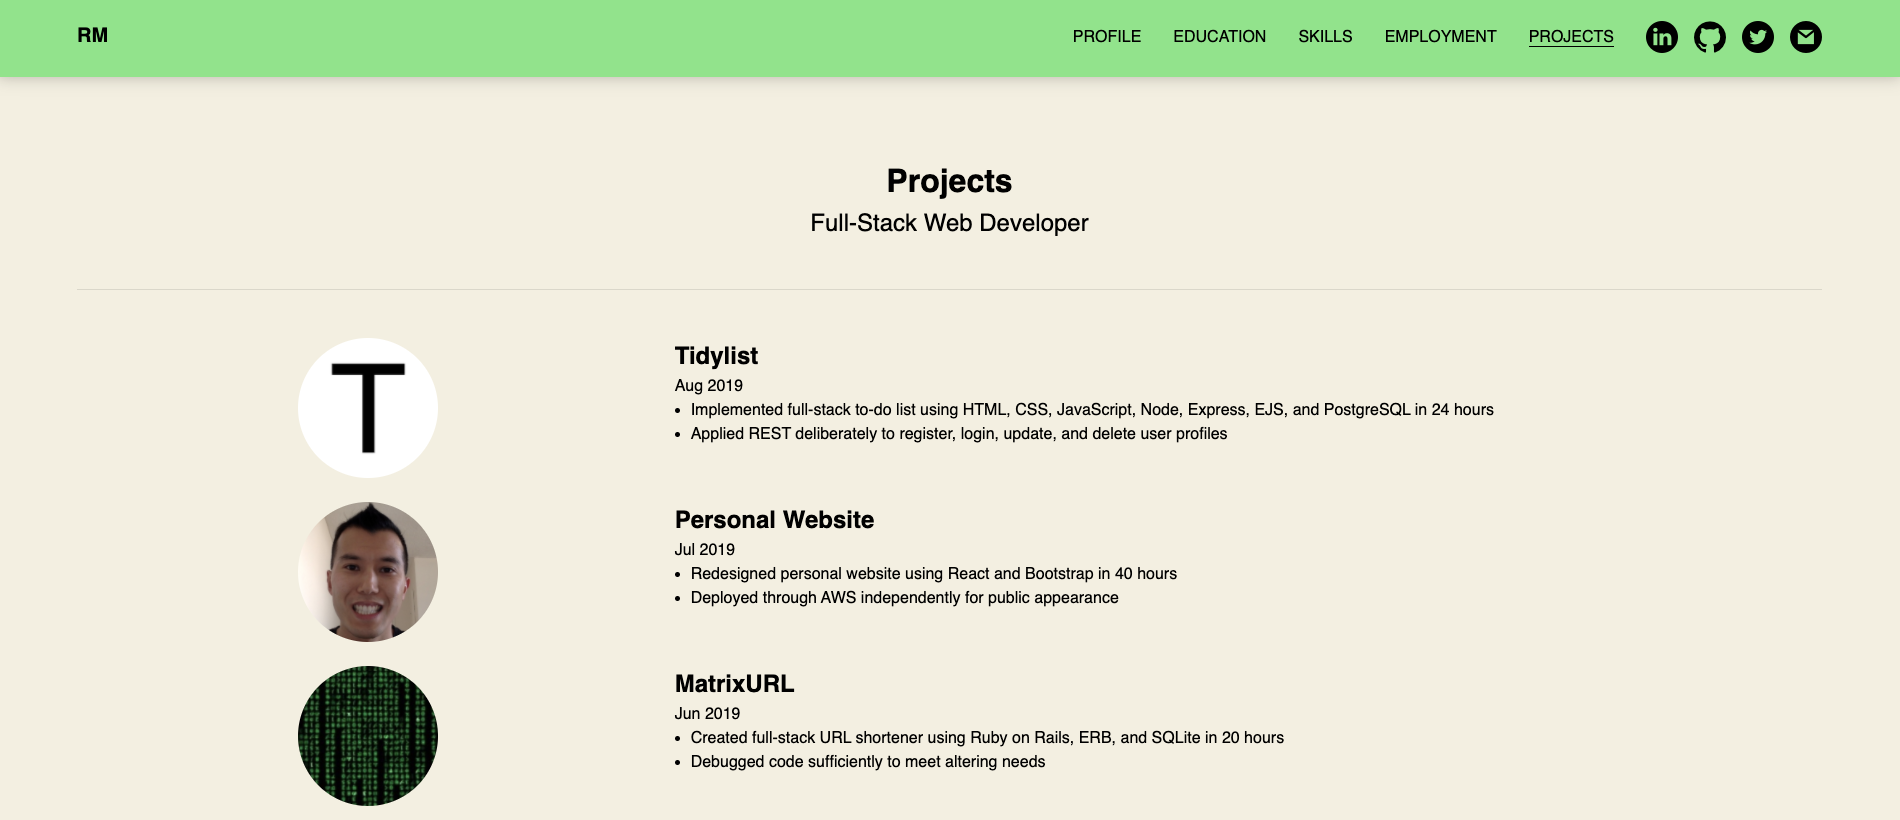 RM
PROFILE EDUCATION SKILLS EMPLOYMENT PROJECTS in
Projects
Full-Stack Web Developer
T
Tidylist
Aug 2019
• Implemented full-stack to-do list using HTML, CSS, JavaScript, Node, Express, EJS, and PostgreSQL in 24 hours
• Applied REST deliberately to register, login, update, and delete user profiles
Personal Website
Jul 2019
• Redesigned personal website using React and Bootstrap in 40 hours
• Deployed through AWS independently for public appearance
MatrixURL
Jun 2019
• Created full-stack URL shortener using Ruby on Rails, ERB, and SQLite in 20 hours
• Debugged code sufficiently to meet altering needs